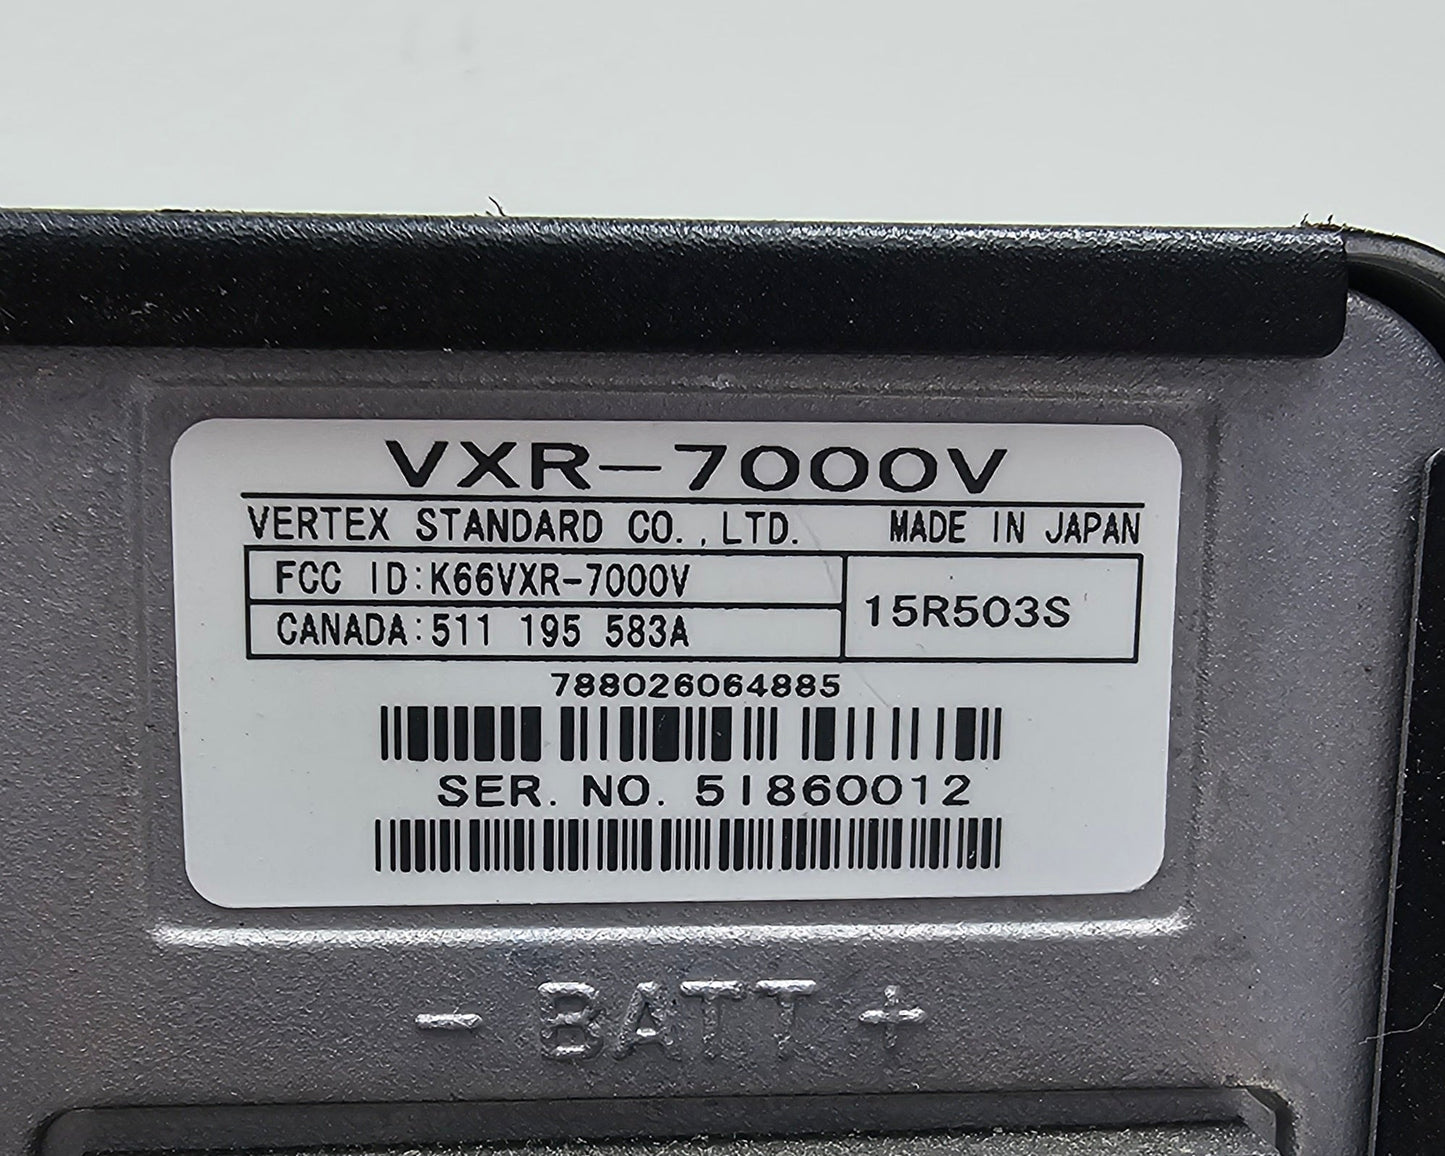 VXR-7000V
VERTEX STANDARD CO.,LTD. MADE IN JAPAN
FCC ID:K66VXR-7000V
CANADA:511 195 583A
15R503S
788026064885
SER. NO. 5I860012
- BATT +